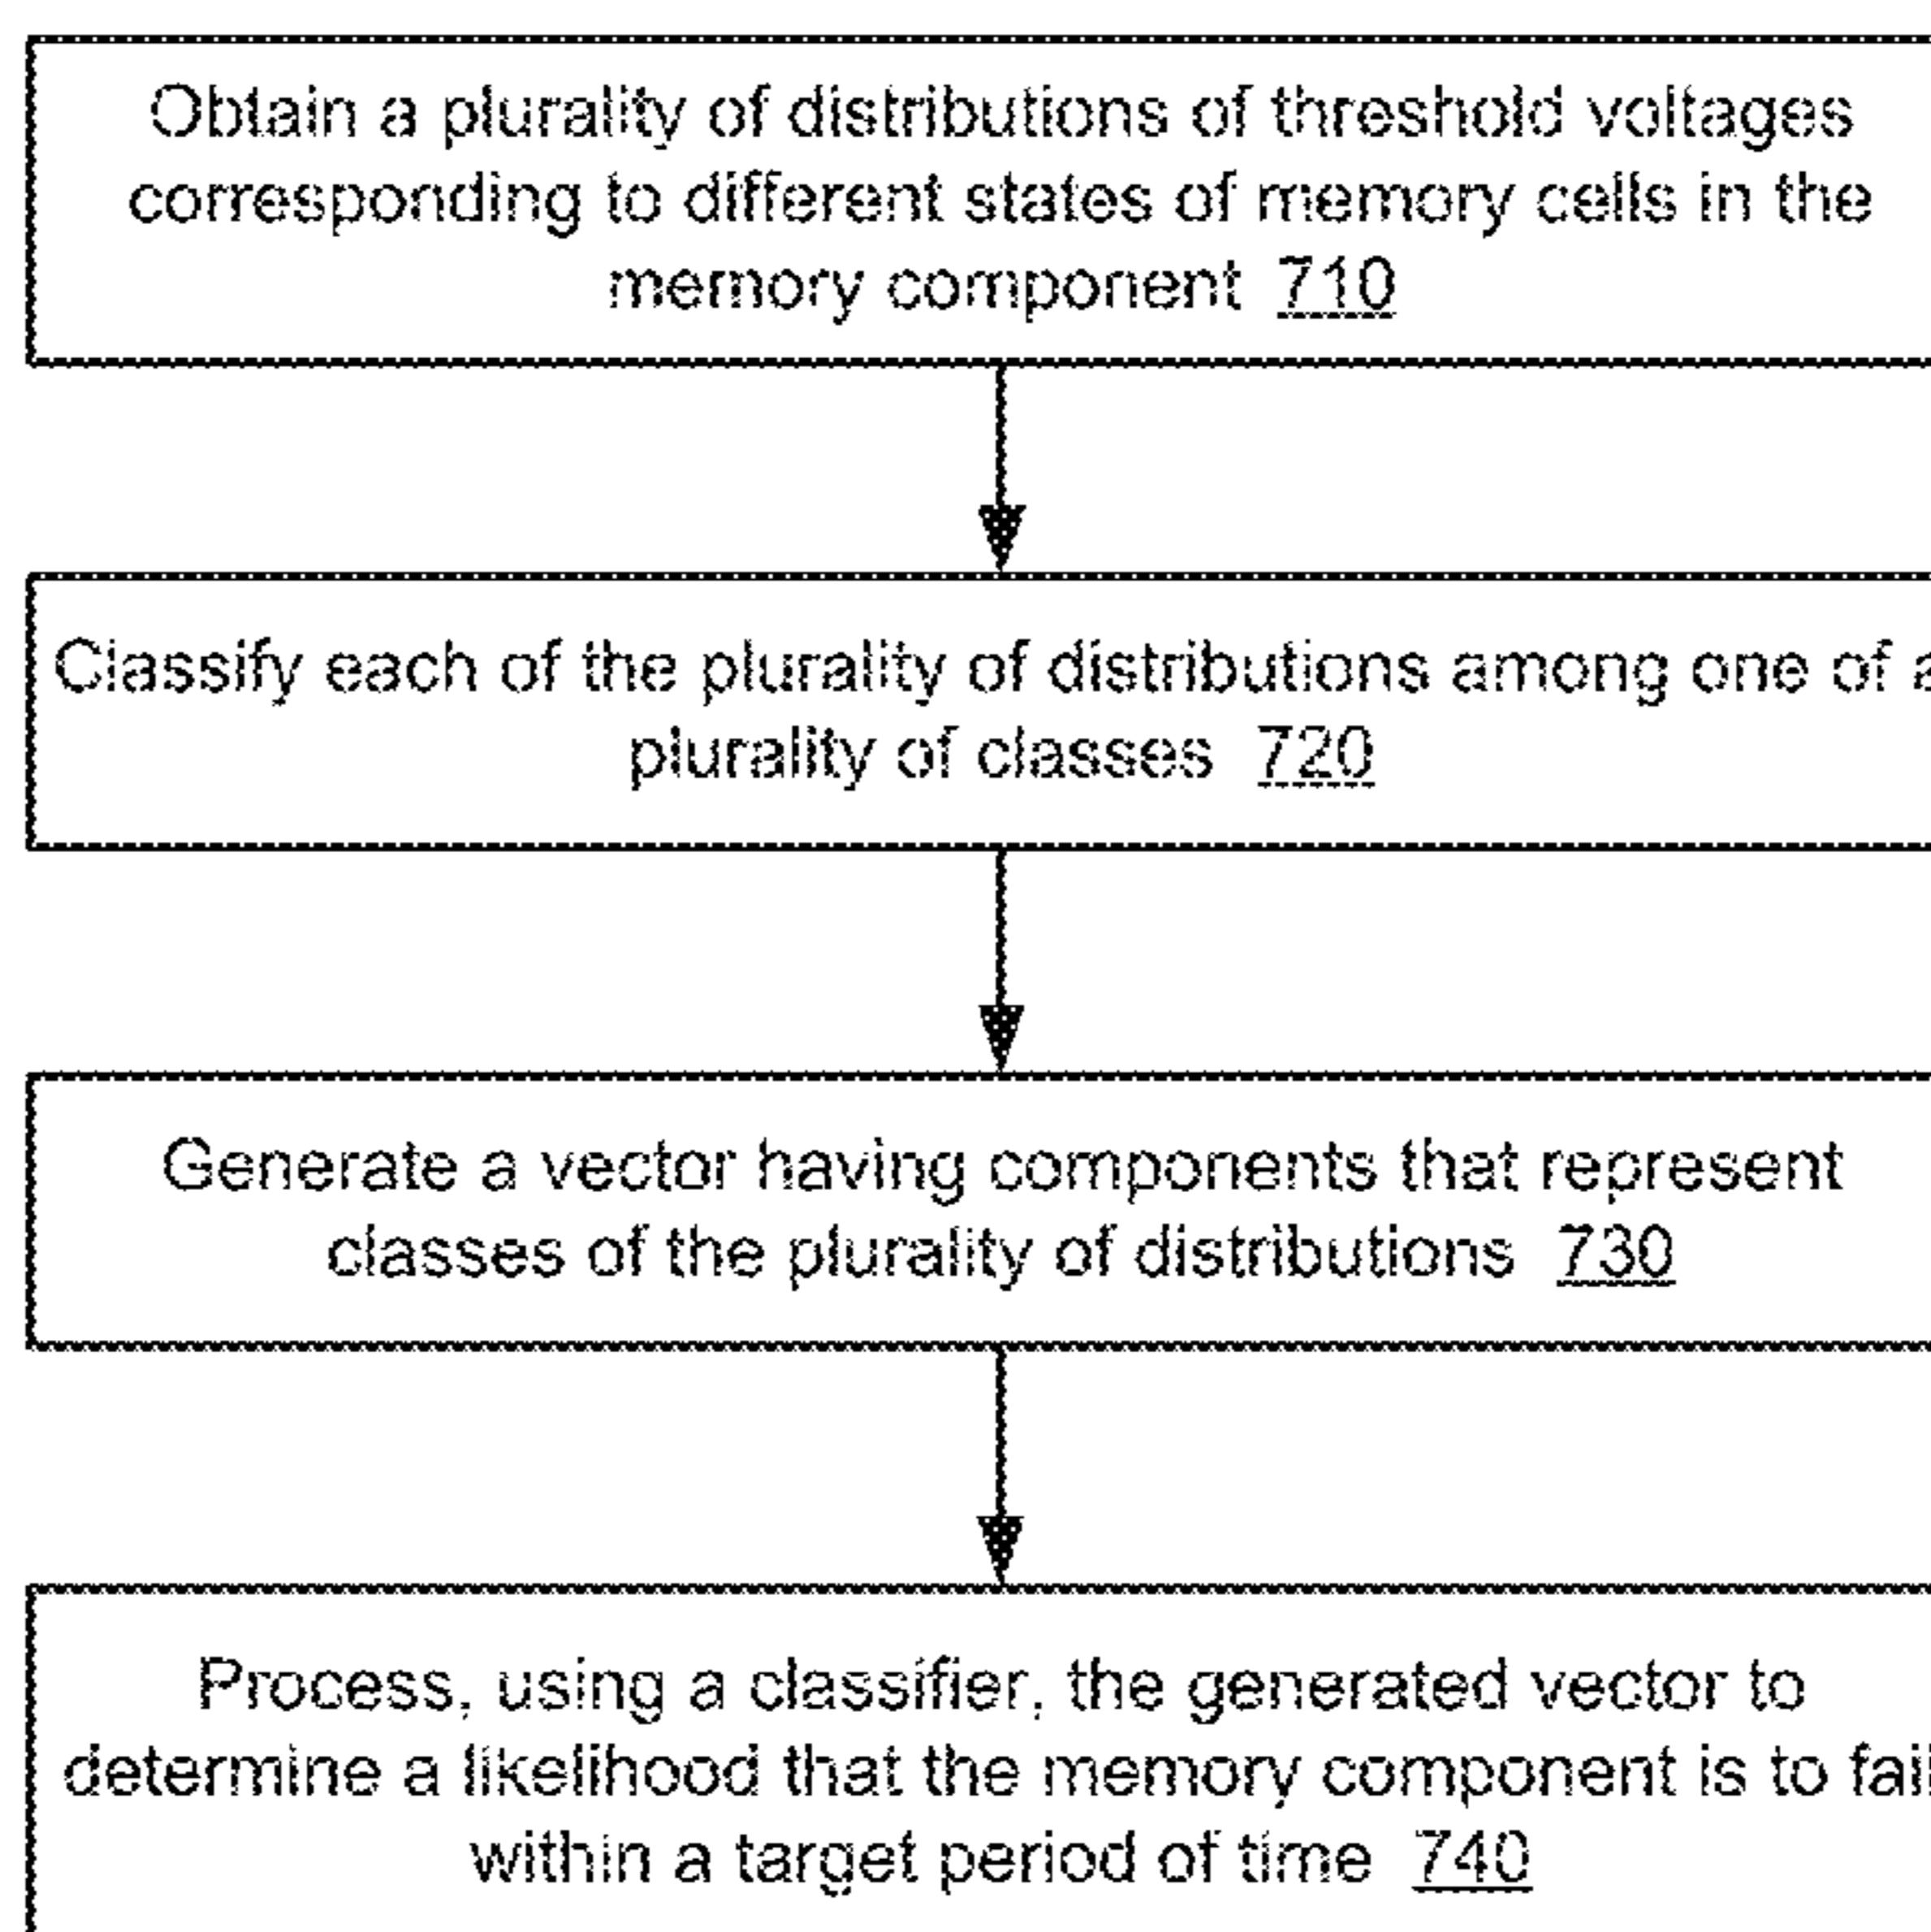 Obtain a plurality of distributions of threshold voltages
corresponding to different states of memory cells in the
memory component 710
Classify each of the plurality of distributions among one of a
plurality of classes 720
Generate a vector having components that represent
classes of the plurality of distributions 730
Process, using a classifier, the generated vector to
determine a likelihood that the memory component is to fail
within a target period of time 740